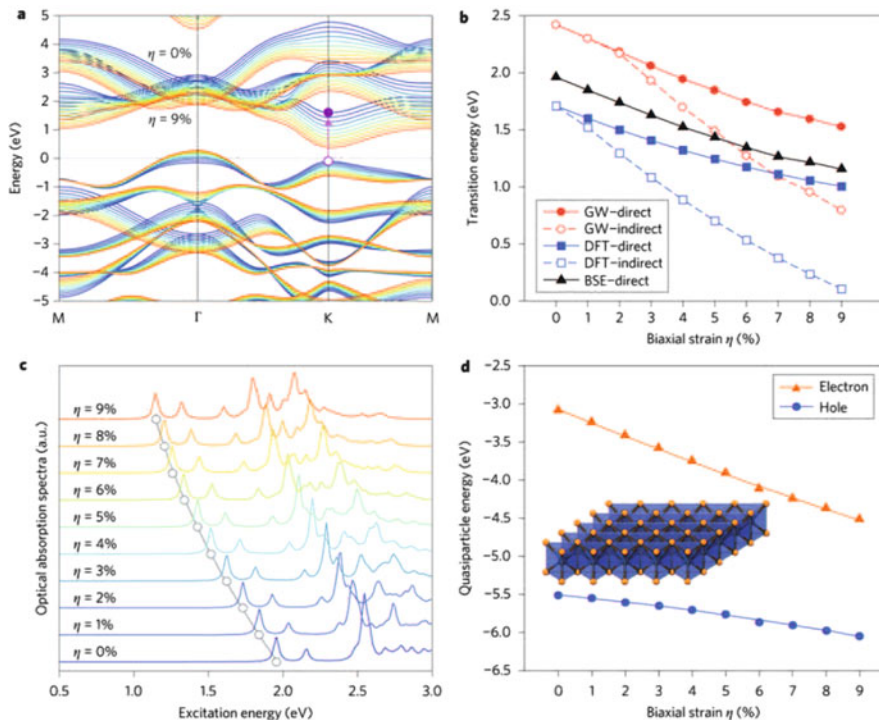 a
5
4
3
2
1
0
−1
−2
−3
−4
5
Energy (eV)
η = 0%
η = 9%
M
Γ
K
M
b
2.5
2.0
1.5
1.0
0.5
0.0
Transition energy (eV)
GW–direct
GW–indirect
DFT–direct
DFT–indirect
BSE–direct
0 1 2 3 4 5 6 7 8 9
Biaxial strain η (%)
c
Optical absorption spectra (a.u.)
η = 9%
η = 8%
η = 7%
η = 6%
η = 5%
η = 4%
η = 3%
η = 2%
η = 1%
η = 0%
0.5 1.0 1.5 2.0 2.5 3.0
Excitation energy (eV)
d
−2.5
−3.0
−3.5
−4.0
−4.5
−5.0
−5.5
−6.0
−6.5
Quasiparticle energy (eV)
Electron
Hole
0 1 2 3 4 5 6 7 8 9
Biaxial strain η (%)